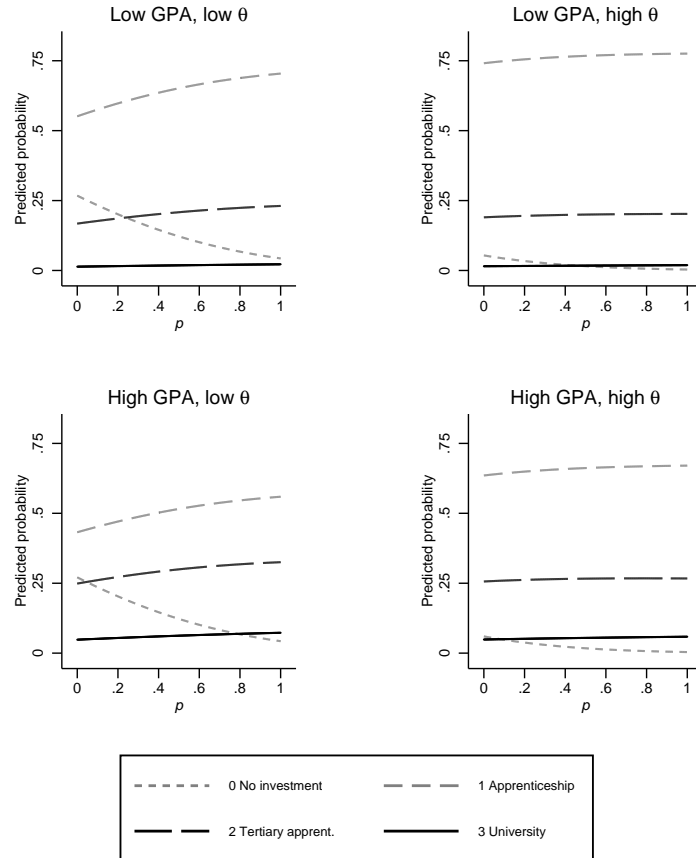 Low GPA, low θ
Predicted probability
0 .25 .5 .75
0 .2 .4 .6 .8 1
p
Low GPA, high θ
Predicted probability
0 .25 .5 .75
0 .2 .4 .6 .8 1
p
High GPA, low θ
Predicted probability
0 .25 .5 .75
0 .2 .4 .6 .8 1
p
High GPA, high θ
Predicted probability
0 .25 .5 .75
0 .2 .4 .6 .8 1
p
0 No investment
1 Apprenticeship
2 Tertiary apprent.
3 University